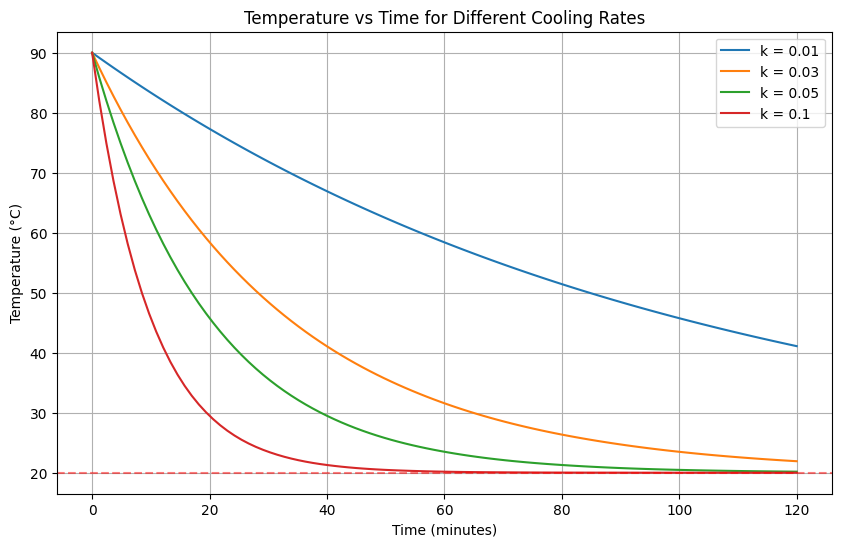 Temperature vs Time for Different Cooling Rates
k = 0.01
k = 0.03
k = 0.05
k = 0.1
Temperature (°C)
90
80
70
60
50
40
30
20
0 20 40 60 80 100 120
Time (minutes)